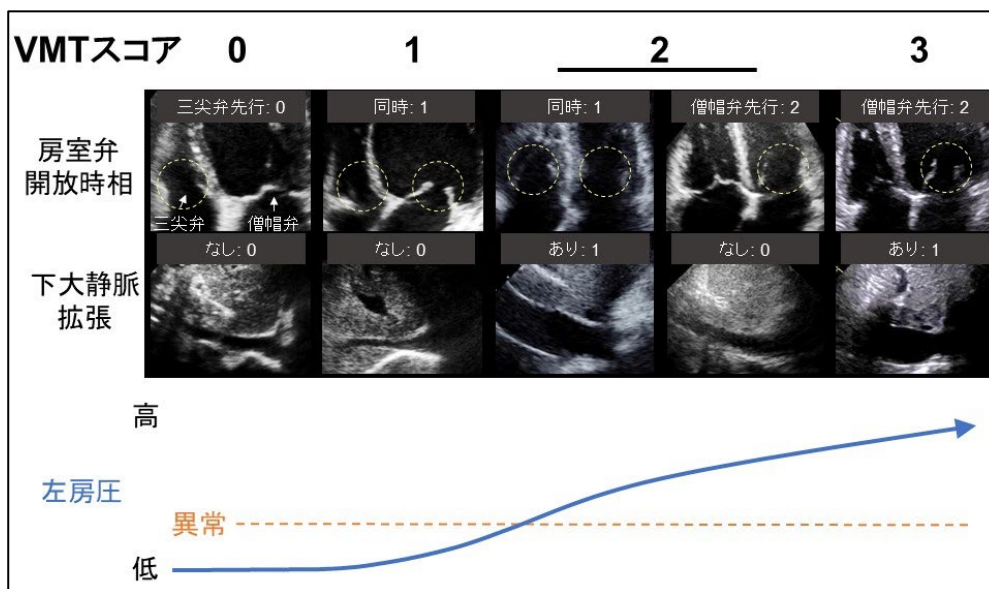 VMTスコア 0 1 2 3
三尖弁先行: 0 同時: 1 同時: 1 僧帽弁先行: 2 僧帽弁先行: 2
房室弁
開放時相
三尖弁 僧帽弁
なし: 0 なし: 0 あり: 1 なし: 0 あり: 1
下大静脈
拡張
高
左房圧
異常
低